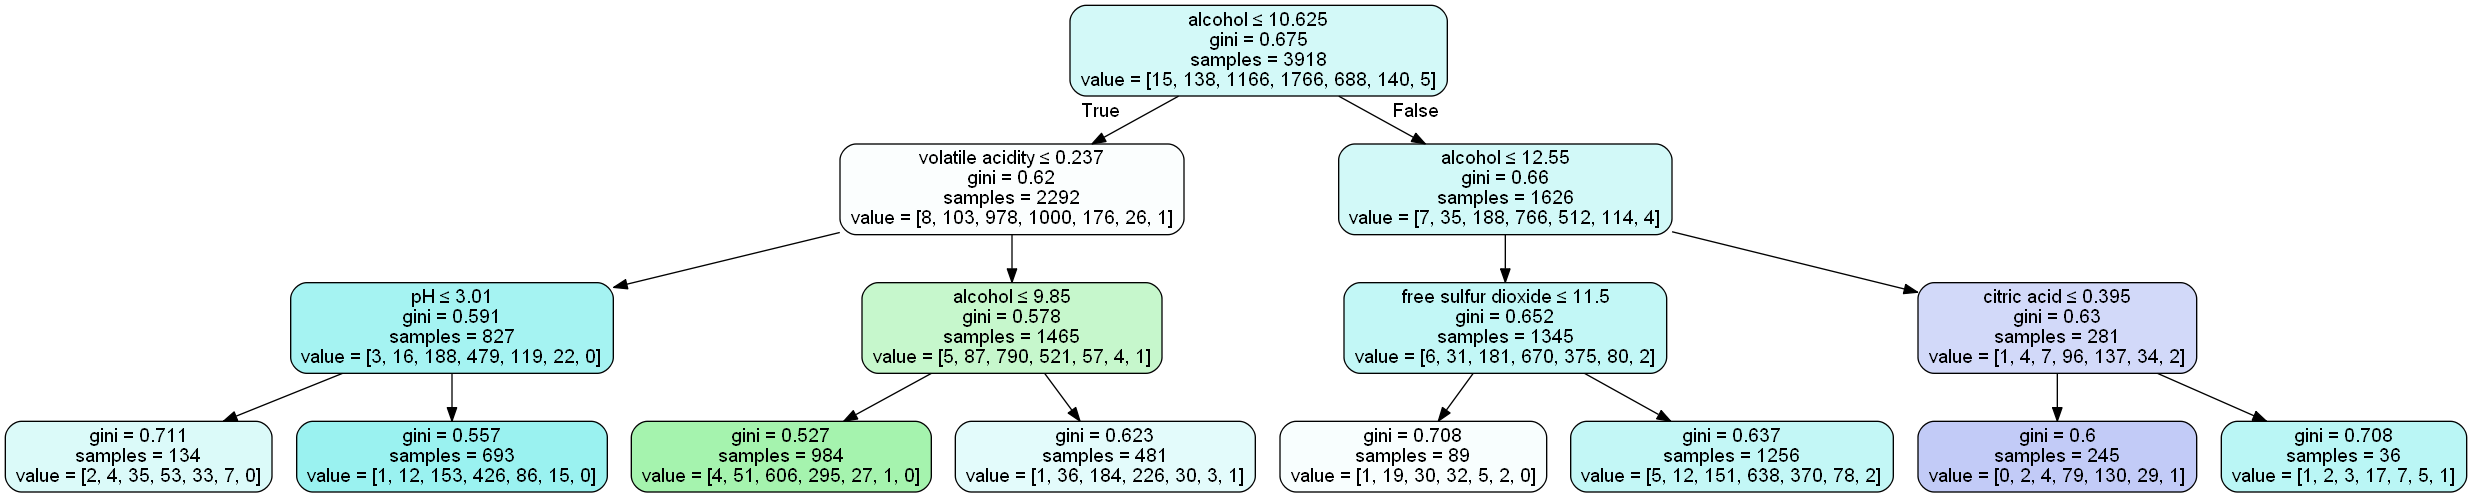 alcohol ≤ 10.625
gini = 0.675
samples = 3918
value = [15, 138, 1166, 1766, 688, 140, 5]
True
False
volatile acidity ≤ 0.237
gini = 0.62
samples = 2292
value = [8, 103, 978, 1000, 176, 26, 1]
alcohol ≤ 12.55
gini = 0.66
samples = 1626
value = [7, 35, 188, 766, 512, 114, 4]
pH ≤ 3.01
gini = 0.591
samples = 827
value = [3, 16, 188, 479, 119, 22, 0]
alcohol ≤ 9.85
gini = 0.578
samples = 1465
value = [5, 87, 790, 521, 57, 4, 1]
free sulfur dioxide ≤ 11.5
gini = 0.652
samples = 1345
value = [6, 31, 181, 670, 375, 80, 2]
citric acid ≤ 0.395
gini = 0.63
samples = 281
value = [1, 4, 7, 96, 137, 34, 2]
gini = 0.711
samples = 134
value = [2, 4, 35, 53, 33, 7, 0]
gini = 0.557
samples = 693
value = [1, 12, 153, 426, 86, 15, 0]
gini = 0.527
samples = 984
value = [4, 51, 606, 295, 27, 1, 0]
gini = 0.623
samples = 481
value = [1, 36, 184, 226, 30, 3, 1]
gini = 0.708
samples = 89
value = [1, 19, 30, 32, 5, 2, 0]
gini = 0.637
samples = 1256
value = [5, 12, 151, 638, 370, 78, 2]
gini = 0.6
samples = 245
value = [0, 2, 4, 79, 130, 29, 1]
gini = 0.708
samples = 36
value = [1, 2, 3, 17, 7, 5, 1]